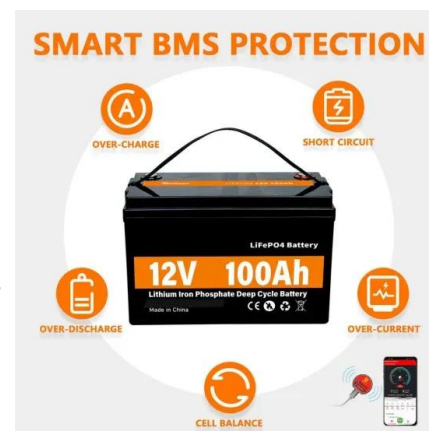 SMART BMS PROTECTION
A
OVER-CHARGE
SHORT CIRCUIT
LiFePO4 Battery
12V 100Ah
Lithium Iron Phosphate Deep Cycle Battery
Made in China
CE
OVER-DISCHARGE
OVER-CURRENT
CELL BALANCE